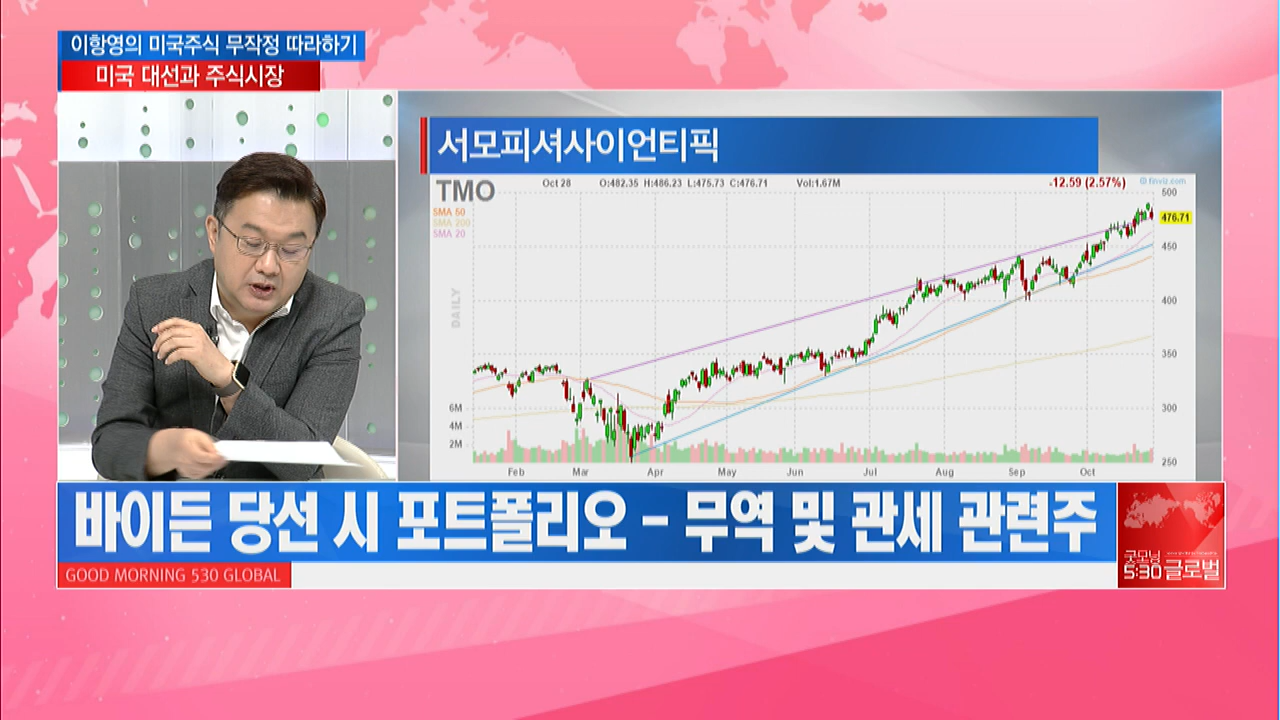 이항영의 미국주식 무작정 따라하기
미국 대선과 주식시장
서모피셔사이언티픽
TMO
Oct 28 O:482.35 H:486.23 L:475.73 C:476.71 Vol:1.67M -12.59 (2.57%) © finviz.com
SMA 50
SMA 200
SMA 20
DAILY
500
476.71
450
400
350
300
250
6M
4M
2M
Feb Mar Apr May Jun Jul Aug Sep Oct
바이든 당선 시 포트폴리오 - 무역 및 관세 관련주
GOOD MORNING 530 GLOBAL
굿모닝
5:30 글로벌